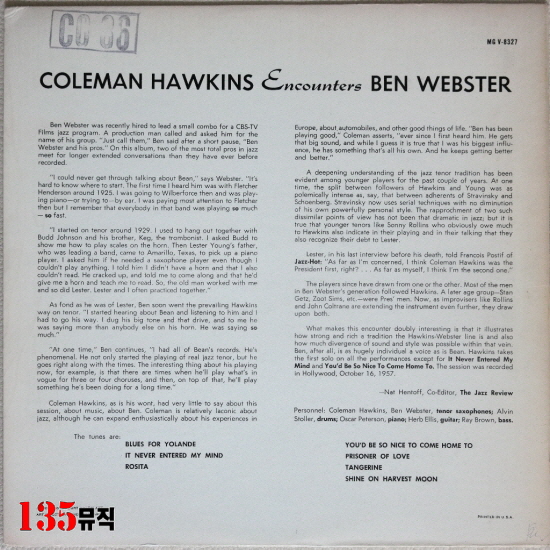 CO 36
MG V-8327
COLEMAN HAWKINS Encounters BEN WEBSTER
Ben Webster was recently hired to lead a small combo for a CBS-TV
Films jazz program. A production man called and asked him for the
name of his group. "Just call them," Ben said after a short pause, "Ben
Webster and his pros." On this album, two of the most tonal pros in jazz
meet for longer extended conversations than they have ever before
recorded.
"I could never get through talking about Bean," says Webster. "It's
hard to know where to start. The first time I heard him was with Fletcher
Henderson around 1925. I was going to Wilberforce then and was play-
ing piano—or trying to—by ear. I was paying most attention to Fletcher
then but I remember that everybody in that band was playing so much
— so fast.
"I started on tenor around 1929. I used to hang out together with
Budd Johnson and his brother, Keg, the trombonist. I asked Budd to
show me how to play scales on the horn. Then Lester Young's father,
who was leading a band, came to Amarillo, Texas, to pick up a piano
player. I asked him if he needed a saxophone player even though I
couldn't play anything. I told him I didn't have a horn and that I also
couldn't read. He cracked up, and told me to come along and that he'd
give me a horn and teach me to read. So, the old man worked with me
and so did Lester. Lester and I often practiced together."
As fond as he was of Lester, Ben soon went the prevailing Hawkins
way on tenor. "I started hearing about Bean and listening to him and I
had to go his way. I dug his big tone and that drive, and to me he
was saying more than anybody else on his horn. He was saying so
much."
"At one time," Ben continues, "I had all of Bean's records. He's
phenomenal. He not only started the playing of real jazz tenor, but he
goes right along with the times. The interesting thing about his playing
now, for example, is that there are times when he'll play what's in
vogue for three or four choruses, and then, on top of that, he'll play
something he's been doing for a long time."
Coleman Hawkins, as is his wont, had very little to say about this
session, about music, about Ben. Coleman is relatively laconic about
jazz, although he can expand enthusiastically about his experiences in
Europe, about automobiles, and other good things of life. "Ben has been
playing good," Coleman asserts, "ever since I first heard him. He gets
that big sound, and while I guess it is true that I was his biggest influ-
ence, he has something that's all his own. And he keeps getting better
and better."
A deepening understanding of the jazz tenor tradition has been
evident among younger players for the past couple of years. At one
time, the split between followers of Hawkins and Young was as
polemically intense as, say, that between adherents of Stravinsky and
Schoenberg. Stravinsky now uses serial techniques with no diminution
of his own powerfully personal style. The rapprochment of two such
dissimilar points of view has not been that dramatic in jazz; but it is
true that younger tenors like Sonny Rollins who obviously owe much
to Hawkins also indicate in their playing and in their talking that they
also recognize their debt to Lester.
Lester, in his last interview before his death, told Francois Postif of
Jazz-Hot: "As far as I'm concerned, I think Coleman Hawkins was the
President first, right? . . . As far as myself, I think I'm the second one."
The players since have drawn from one or the other. Most of the men
in Ben Webster's generation followed Hawkins. A later age group—Stan
Getz, Zoot Sims, et al.—were Pres' men. Now, as improvisers like Rollins
and John Coltrane are extending the instrument even further, they draw
upon both.
What makes this encounter doubly interesting is that it illustrates
how strong and rich a tradition the Hawkins-Webster line is and also
how much divergence of sound and style was possible within that vein.
Ben, after all, is as hugely individual a voice as is Bean. Hawkins takes
the first solo on all the performances except for It Never Entered My
Mind and You'd Be So Nice To Come Home To. The session was recorded
in Hollywood, October 16, 1957.
—Nat Hentoff, Co-Editor, The Jazz Review
Personnel: Coleman Hawkins, Ben Webster, tenor saxophones; Alvin
Stoller, drums; Oscar Peterson, piano; Herb Ellis, guitar; Ray Brown, bass.
The tunes are:
BLUES FOR YOLANDE
IT NEVER ENTERED MY MIND
ROSITA
YOU'D BE SO NICE TO COME HOME TO
PRISONER OF LOVE
TANGERINE
SHINE ON HARVEST MOON
135뮤직
PRINTED IN U.S.A.